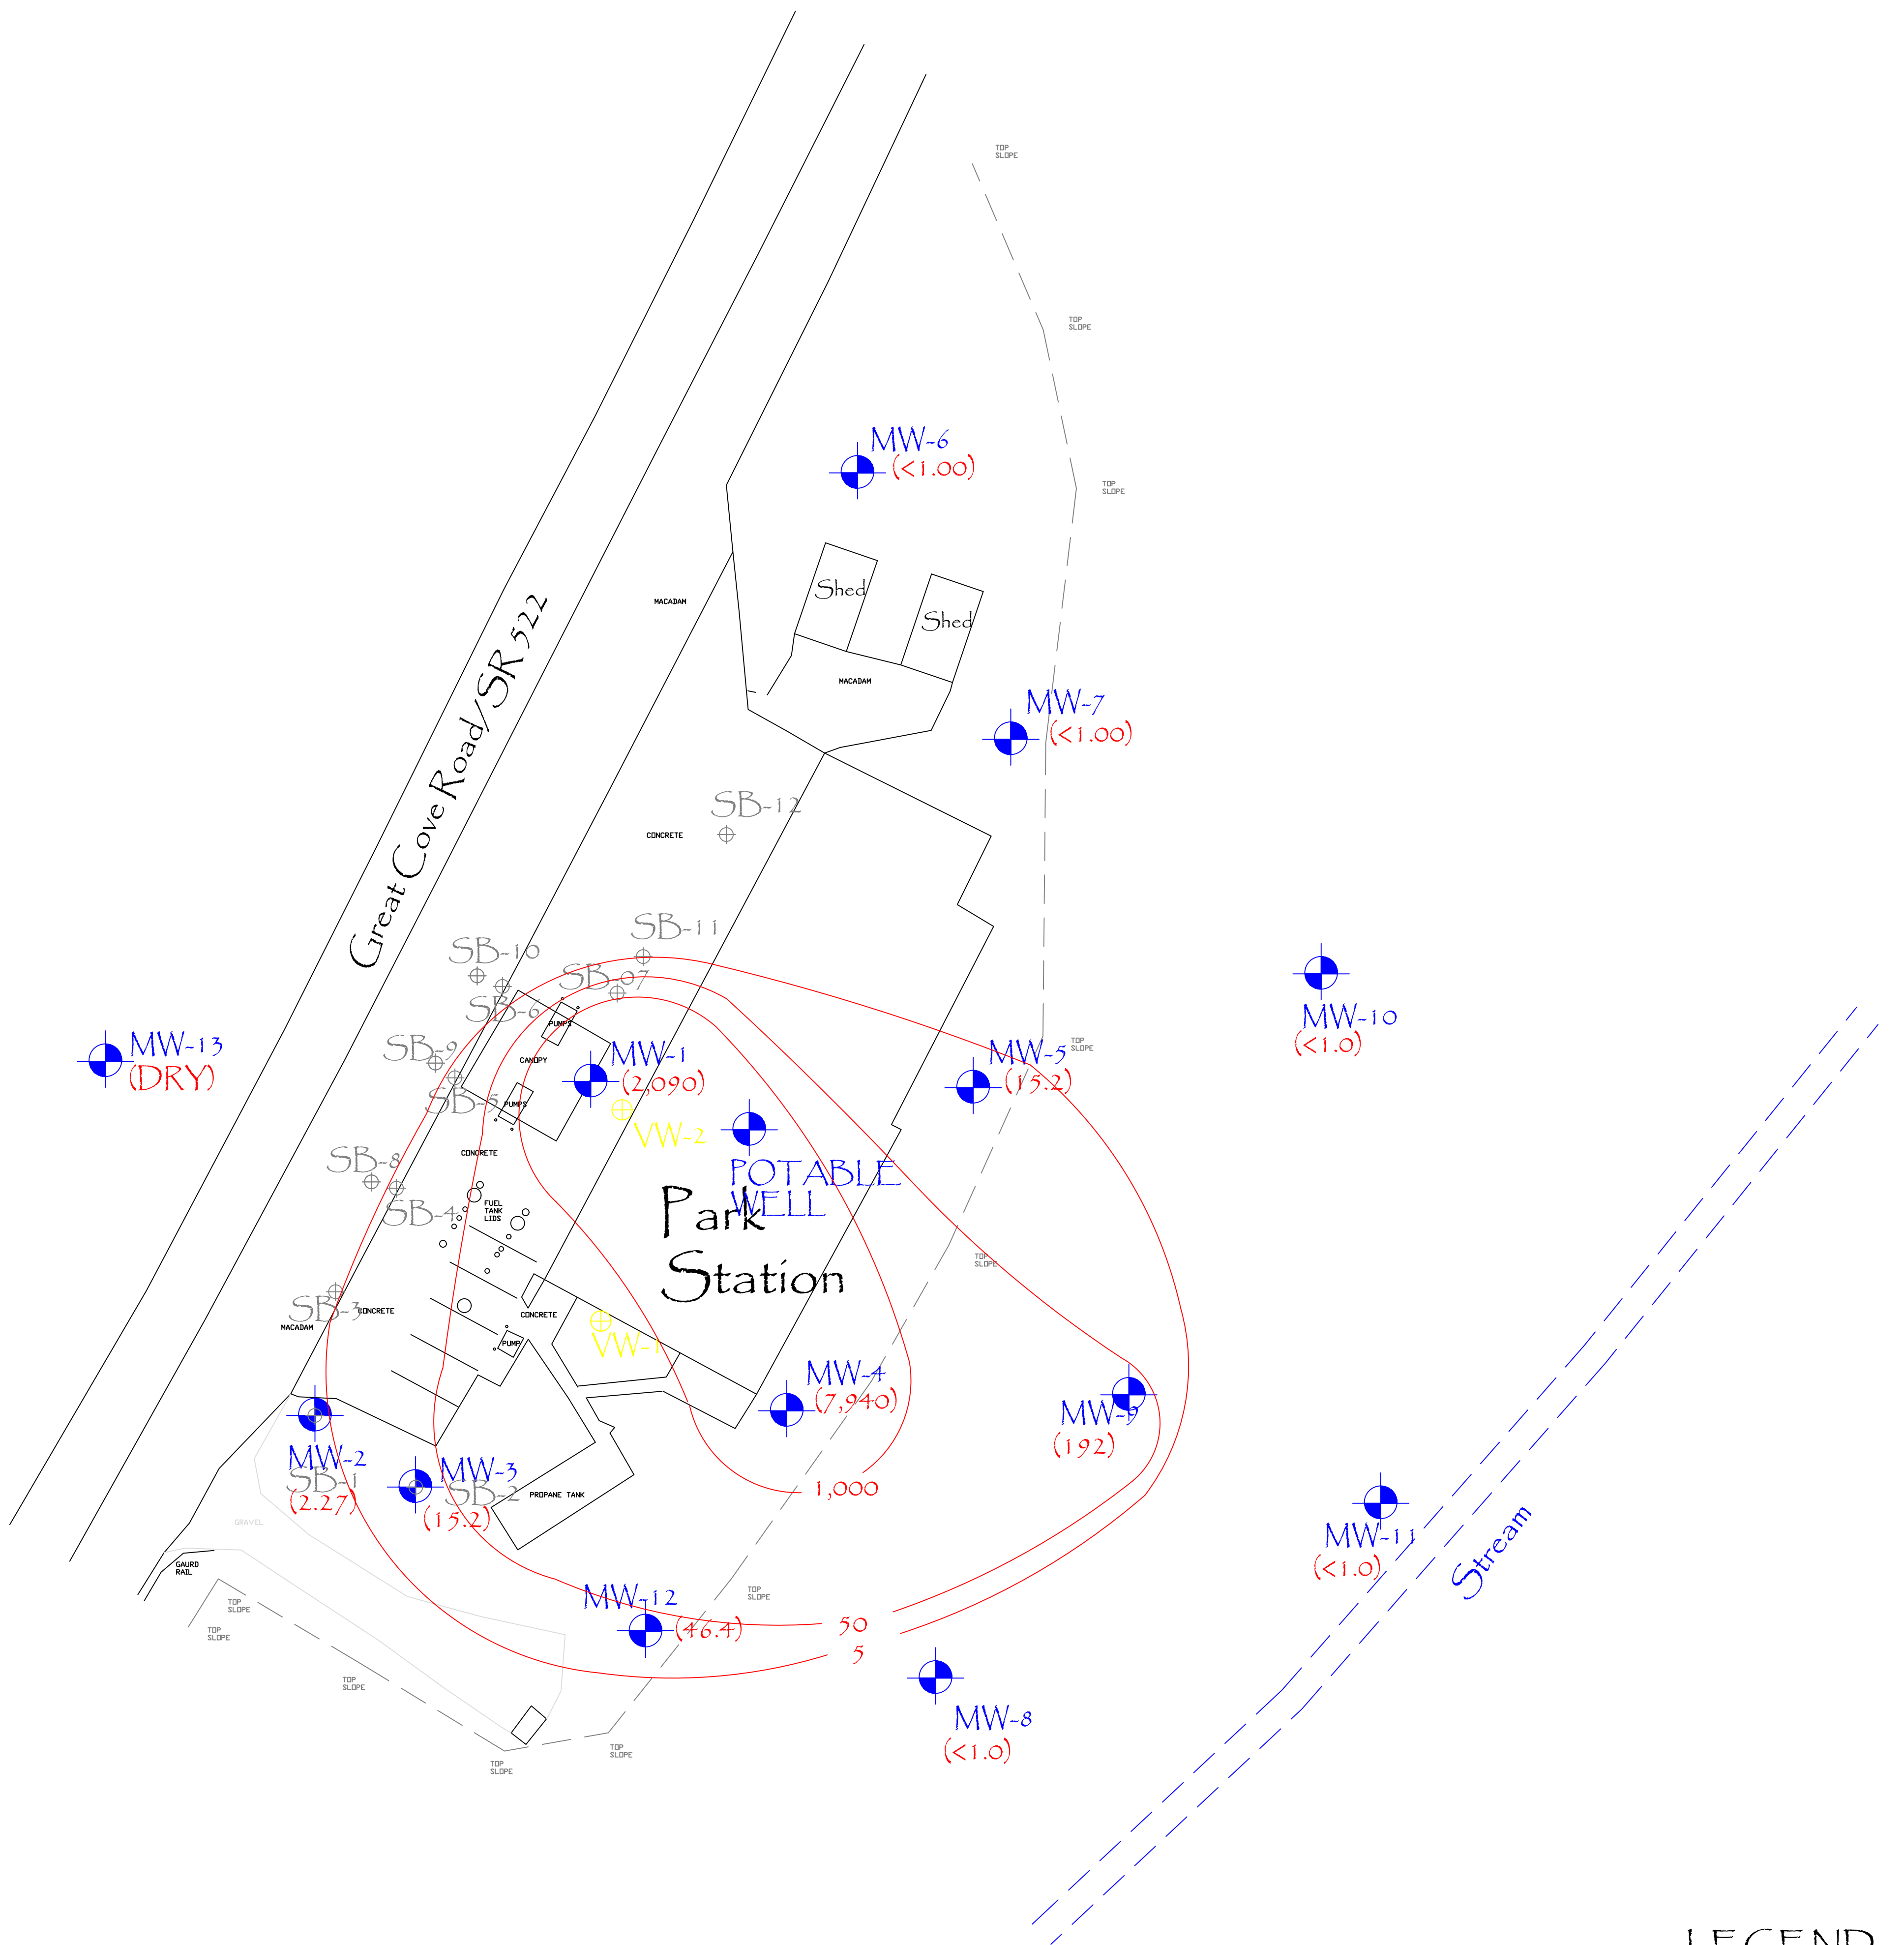 TOP
SLOPE
TOP
SLOPE
MW-6
(<1.00)
TOP
SLOPE
Shed
Shed
MACADAM
MACADAM
MW-7
(<1.00)
Great Cove Road/SR 522
SB-12
CONCRETE
SB-11
SB-10
SB-07
SB-6
PUMPS
MW-10
(<1.0)
MW-13
(DRY)
SB-9
CANOPY
MW-1
(2,090)
MW-5
(15.2)
TOP
SLOPE
SB-5
PUMPS
VW-2
CONCRETE
SB-8
POTABLE
WELL
SB-4
FUEL
TANK
LIDS
Park
Station
TOP
SLOPE
SB-3
CONCRETE
MACADAM
CONCRETE
PUMP
VW-1
MW-4
(7,940)
MW-9
(192)
MW-2
SB-1
(2.27)
MW-3
SB-2
(15.2)
PROPANE TANK
1,000
GRAVEL
MW-11
(<1.0)
Stream
GAURD
RAIL
TOP
SLOPE
TOP
SLOPE
MW-12
(46.4)
TOP
SLOPE
50
5
TOP
SLOPE
MW-8
(<1.0)
TOP
SLOPE
TOP
SLOPE
LEGEND